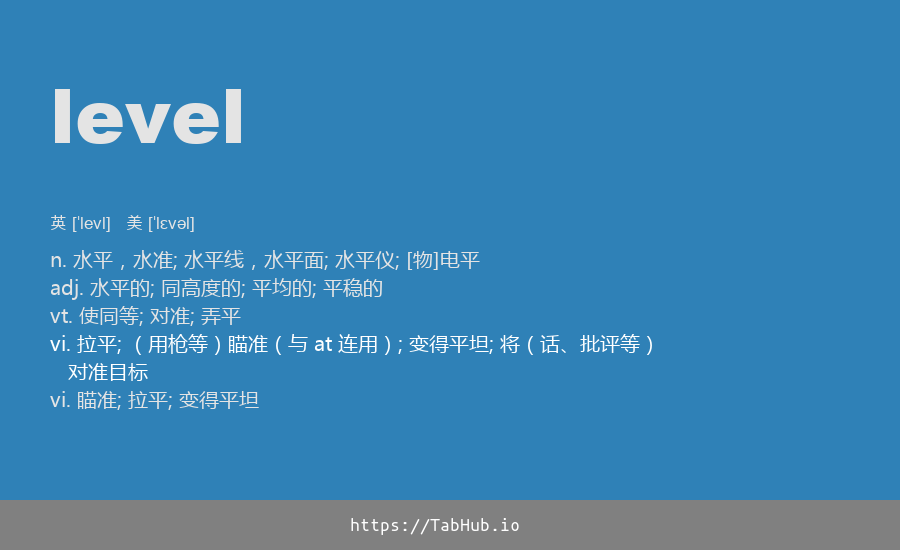 level
英 ['levl] 美 ['lɛvəl]
n. 水平，水准; 水平线，水平面; 水平仪; [物]电平
adj. 水平的; 同高度的; 平均的; 平稳的
vt. 使同等; 对准; 弄平
vi. 拉平; （用枪等）瞄准（与 at 连用）; 变得平坦; 将（话、批评等）
对准目标
vi. 瞄准; 拉平; 变得平坦
https://TabHub.io